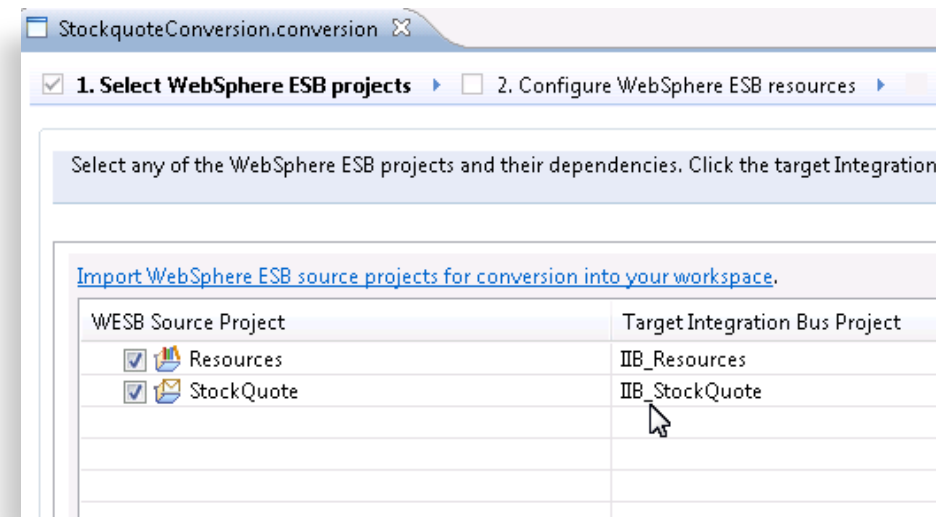 StockquoteConversion.conversion
1. Select WebSphere ESB projects 2. Configure WebSphere ESB resources
Select any of the WebSphere ESB projects and their dependencies. Click the target Integration
Import WebSphere ESB source projects for conversion into your workspace.
WESB Source Project Target Integration Bus Project
Resources IIB_Resources
StockQuote IIB_StockQuote